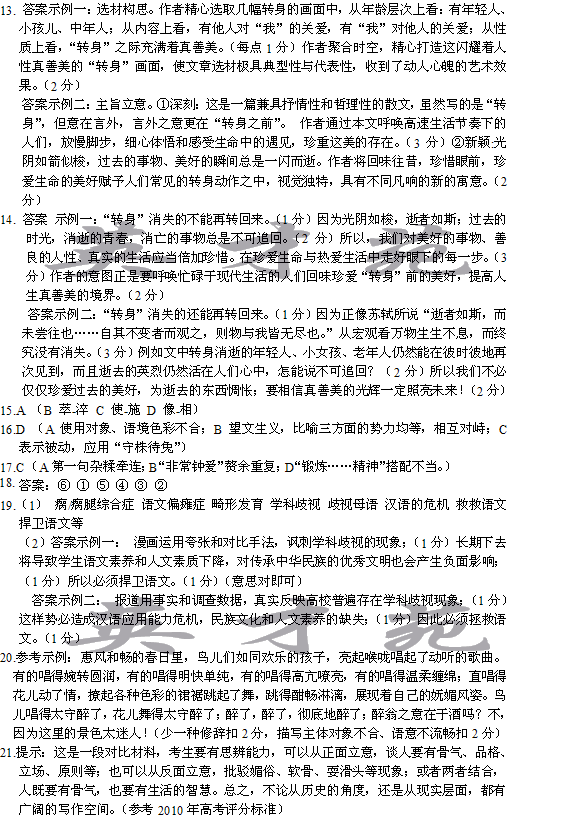 13. 答案示例一：选材构思。作者精心选取几幅转身的画面中，从年龄层次上看：有年轻人、
小孩儿、中年人；从内容上看，有他人对“我”的关爱，有“我”对他人的关爱；从性
质上看，“转身”之际充满着真善美。（每点 1 分）作者聚合时空，精心打造这闪耀着人
性真善美的“转身”画面，使文章选材极具典型性与代表性，收到了动人心魄的艺术效
果。（2 分）
答案示例二：主旨立意。①深刻：这是一篇兼具抒情性和哲理性的散文，虽然写的是“转
身”，但意在言外，言外之意更在“转身之前”。 作者通过本文呼唤高速生活节奏下的
人们，放慢脚步，细心体悟和感受生命中的遇见，珍重这美的存在。（3 分）②新颖：光
阴如箭似梭，过去的事物、美好的瞬间总是一闪而逝。作者将回味往昔，珍惜眼前，珍
爱生命的美好赋予人们常见的转身动作之中，视觉独特，具有不同凡响的新的寓意。（2
分）
14. 答案 示例一：“转身”消失的不能再转回来。（1 分）因为光阴如梭，逝者如斯；过去的
时光，消逝的青春，消亡的事物总是不可追回。（2 分）所以，我们对美好的事物、善
良的人性、真实的生活应当倍加珍惜。在珍爱生命与热爱生活中走好眼下的每一步。（3
分）作者的意图正是要呼唤忙碌于现代生活的人们回味珍爱“转身”前的美好，提高人
生真善美的境界。（2 分）
答案示例二：“转身”消失的还能再转回来。（1 分）因为正像苏轼所说“逝者如斯，而
未尝往也……自其不变者而观之，则物与我皆无尽也。”从宏观看万物生生不息，而终
究没有消失。（3 分）例如文中转身消逝的年轻人、小女孩、老年人仍然能在彼时彼地再
次见到，而且逝去的英烈仍然活在人们心中，怎能说不可追回？（2 分）所以我们不必
仅仅珍爱过去的美好，为逝去的东西惆怅；要相信真善美的光辉一定照亮未来！（2 分）
15.A （B 萃-淬 C 使-施 D 像-相）
16.D （A 使用对象、语境色彩不合； B 望文生义，比喻三方面的势力均等，相互对峙； C
表示被动，应用“守株待兔”）
17.C（A 第一句杂糅牵连；B“非常钟爱”赘余重复；D“锻炼……精神”搭配不当。）
18. 答案：⑥ ① ⑤ ④ ③ ②
19.（1） 病/病腿综合症 语文偏瘫症 畸形发育 学科歧视 歧视母语 汉语的危机 救救语文
捍卫语文等
（2）答案示例一： 漫画运用夸张和对比手法，讽刺学科歧视的现象；（1 分）长期下去
将导致学生语文素养和人文素质下降，对传承中华民族的优秀文明也会产生负面影响；
（1 分）所以必须捍卫语文。（1 分）（意思对即可）
答案示例二： 报道用事实和调查数据，真实反映高校普遍存在学科歧视现象；（1 分）
这样势必造成汉语应用能力危机，民族文化和人文素养的缺失；（1 分）因此必须拯救语
文。（1 分）
20.参考示例：惠风和畅的春日里，鸟儿们如同欢乐的孩子，亮起喉咙唱起了动听的歌曲。
有的唱得婉转圆润，有的唱得明快单纯，有的唱得高亢嘹亮，有的唱得温柔缠绵；直唱得
花儿动了情，撩起各种色彩的裙裾跳起了舞，跳得酣畅淋漓，展现着自己的妩媚风姿。鸟
儿唱得太守醉了，花儿舞得太守醉了；醉了，醉了，彻底地醉了；醉翁之意在于酒吗？不，
因为这里的景色太迷人！（少一种修辞扣 2 分，描写主体对象不合、语意不流畅扣 2 分）
21.提示：这是一段对比材料，考生要有思辨能力，可以从正面立意，谈人要有骨气、品格、
立场、原则等；也可以从反面立意，批驳媚俗、软骨、耍滑头等现象；或者两者结合，
人既要有骨气，也要有生活的智慧。总之，不论从历史的角度，还是从现实层面，都有
广阔的写作空间。（参考 2010 年高考评分标准）
英才苑
英才苑